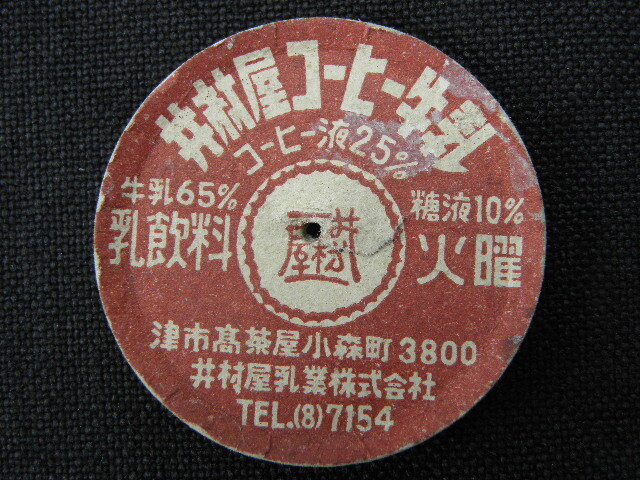 井村屋コーヒー牛乳
コーヒー液25%
牛乳65%
糖液10%
乳飲料
火曜
井村屋
津市髙茶屋小森町3800
井村屋乳業株式会社
TEL.(8)7154